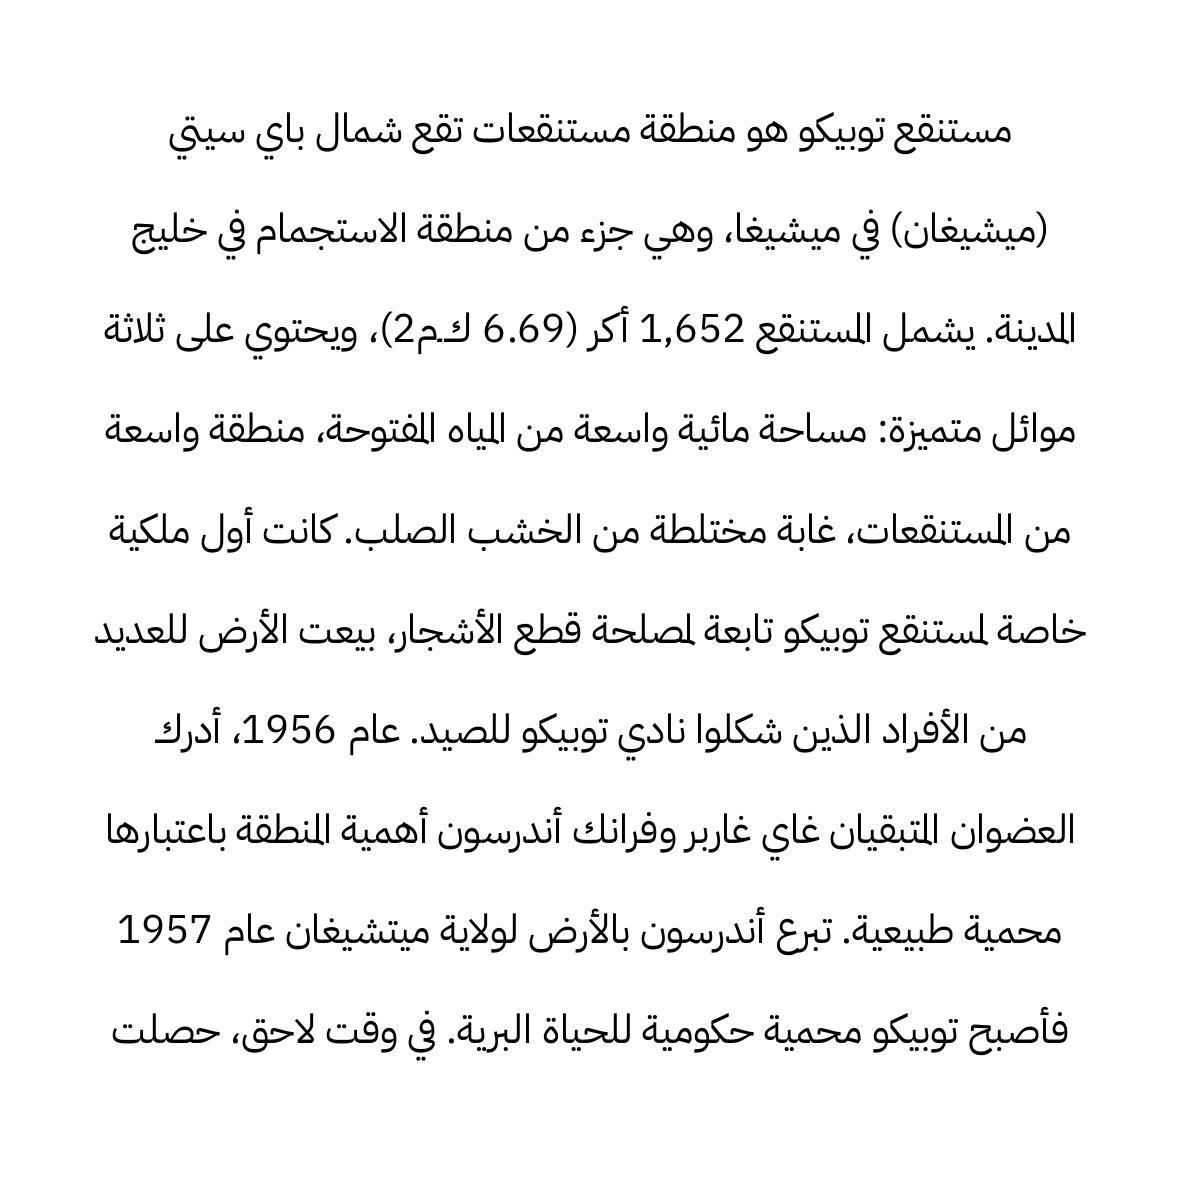 مستنقع توبيكو هو منطقة مستنقعات تقع شمال باي سيتي
(ميشيغان) في ميشيغا، وهي جزء من منطقة الاستجمام في خليج
المدينة. يشمل المستنقع 1,652 أكر (6.69 كـم2)، ويحتوي على ثلاثة
موائل متميزة: مساحة مائية واسعة من المياه المفتوحة، منطقة واسعة
من المستنقعات، غابة مختلطة من الخشب الصلب. كانت أول ملكية
خاصة لمستنقع توبيكو تابعة لمصلحة قطع الأشجار، بيعت الأرض للعديد
من الأفراد الذين شكلوا نادي توبيكو للصيد. عام 1956، أدرك
العضوان المتبقيان غاي غاربر وفرانك أندرسون أهمية المنطقة باعتبارها
محمية طبيعية. تبرع أندرسون بالأرض لولاية ميتشيغان عام 1957
فأصبح توبيكو محمية حكومية للحياة البرية. في وقت لاحق، حصلت